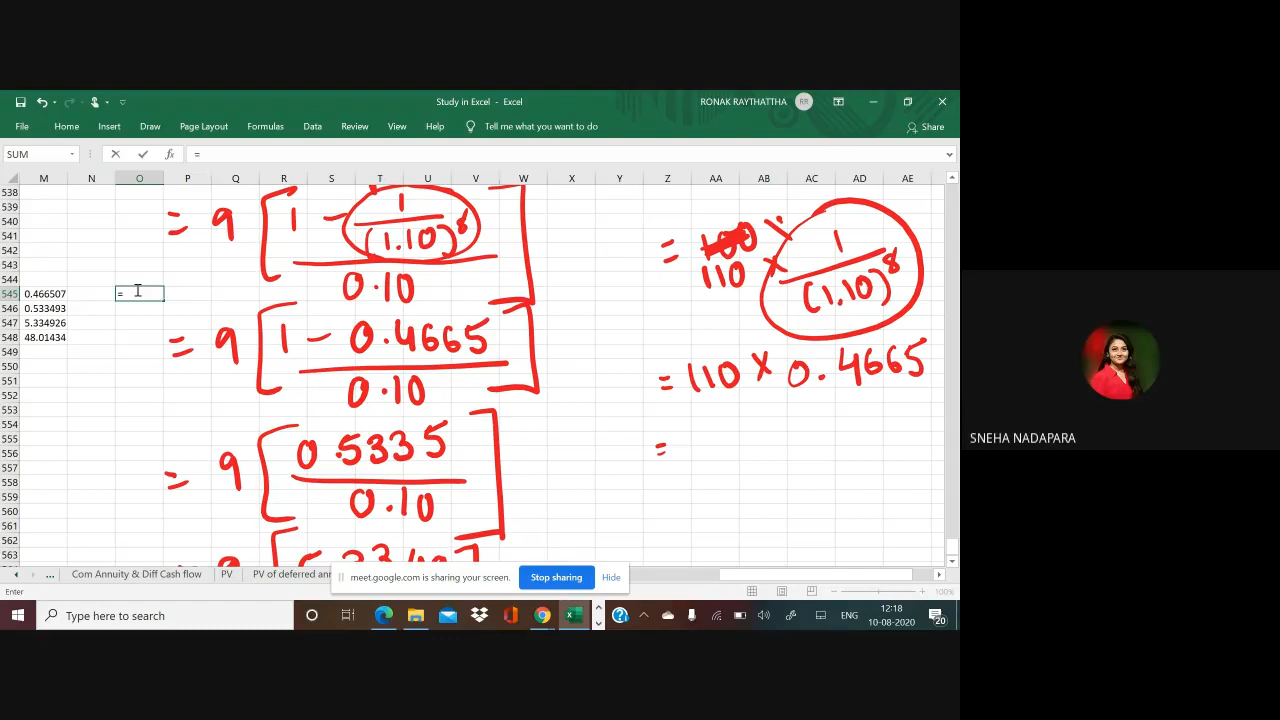 Study in Excel - Excel
RONAK RAYTHATTHA RR
File Home Insert Draw Page Layout Formulas Data Review View Help Tell me what you want to do Share
SUM fx =
M N O P Q R S T U V W X Y Z AA AB AC AD AE
538
539
540
541
542
543
544
545 0.466507 =
546 0.533493
547 5.334926
548 48.01434
549
550
551
552
553
554
555
556
557
558
559
560
561
562
563
= 9 [ 1 - 1 / (1.10)^8
0.10
= 9 [ 1 - 0.4665 ]
0.10
= 9 [ 0.5335 ]
0.10
= 100 ×
110 × 1 / (1.10)^8
= 110 × 0.4665
=
SNEHA NADAPARA
... Com Annuity & Diff Cash flow PV PV of deferred ann
meet.google.com is sharing your screen. Stop sharing Hide
Enter
100%
Type here to search
ENG
12:18
10-08-2020
20